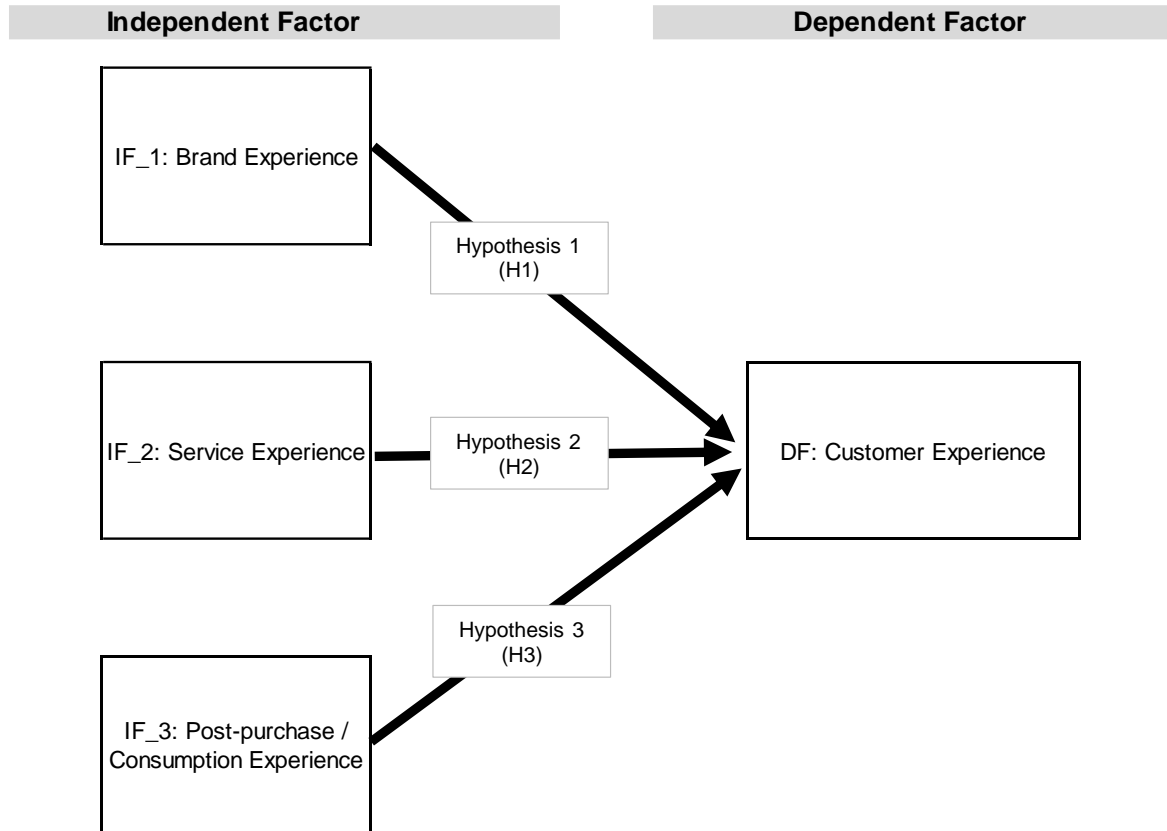 Independent Factor
Dependent Factor
IF_1: Brand Experience
Hypothesis 1
(H1)
IF_2: Service Experience
Hypothesis 2
(H2)
DF: Customer Experience
Hypothesis 3
(H3)
IF_3: Post-purchase /
Consumption Experience